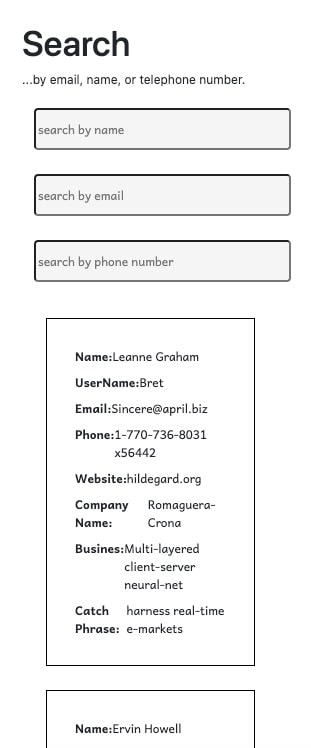 Search
...by email, name, or telephone number.
search by name
search by email
search by phone number
Name:Leanne Graham
UserName:Bret
Email:Sincere@april.biz
Phone:1-770-736-8031
x56442
Website:hildegard.org
Company Romaguera-
Name: Crona
Busines:Multi-layered
client-server
neural-net
Catch harness real-time
Phrase: e-markets
Name:Ervin Howell